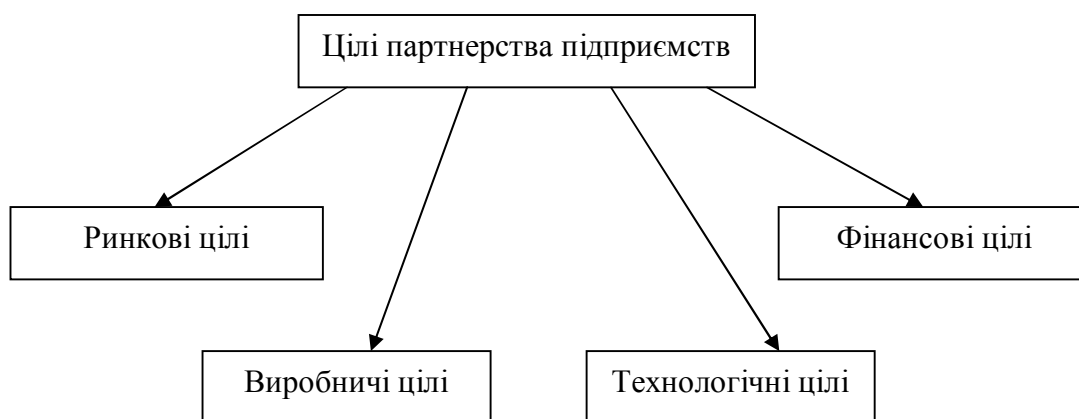 Цілі партнерства підприємств
Ринкові цілі
Фінансові цілі
Виробничі цілі
Технологічні цілі